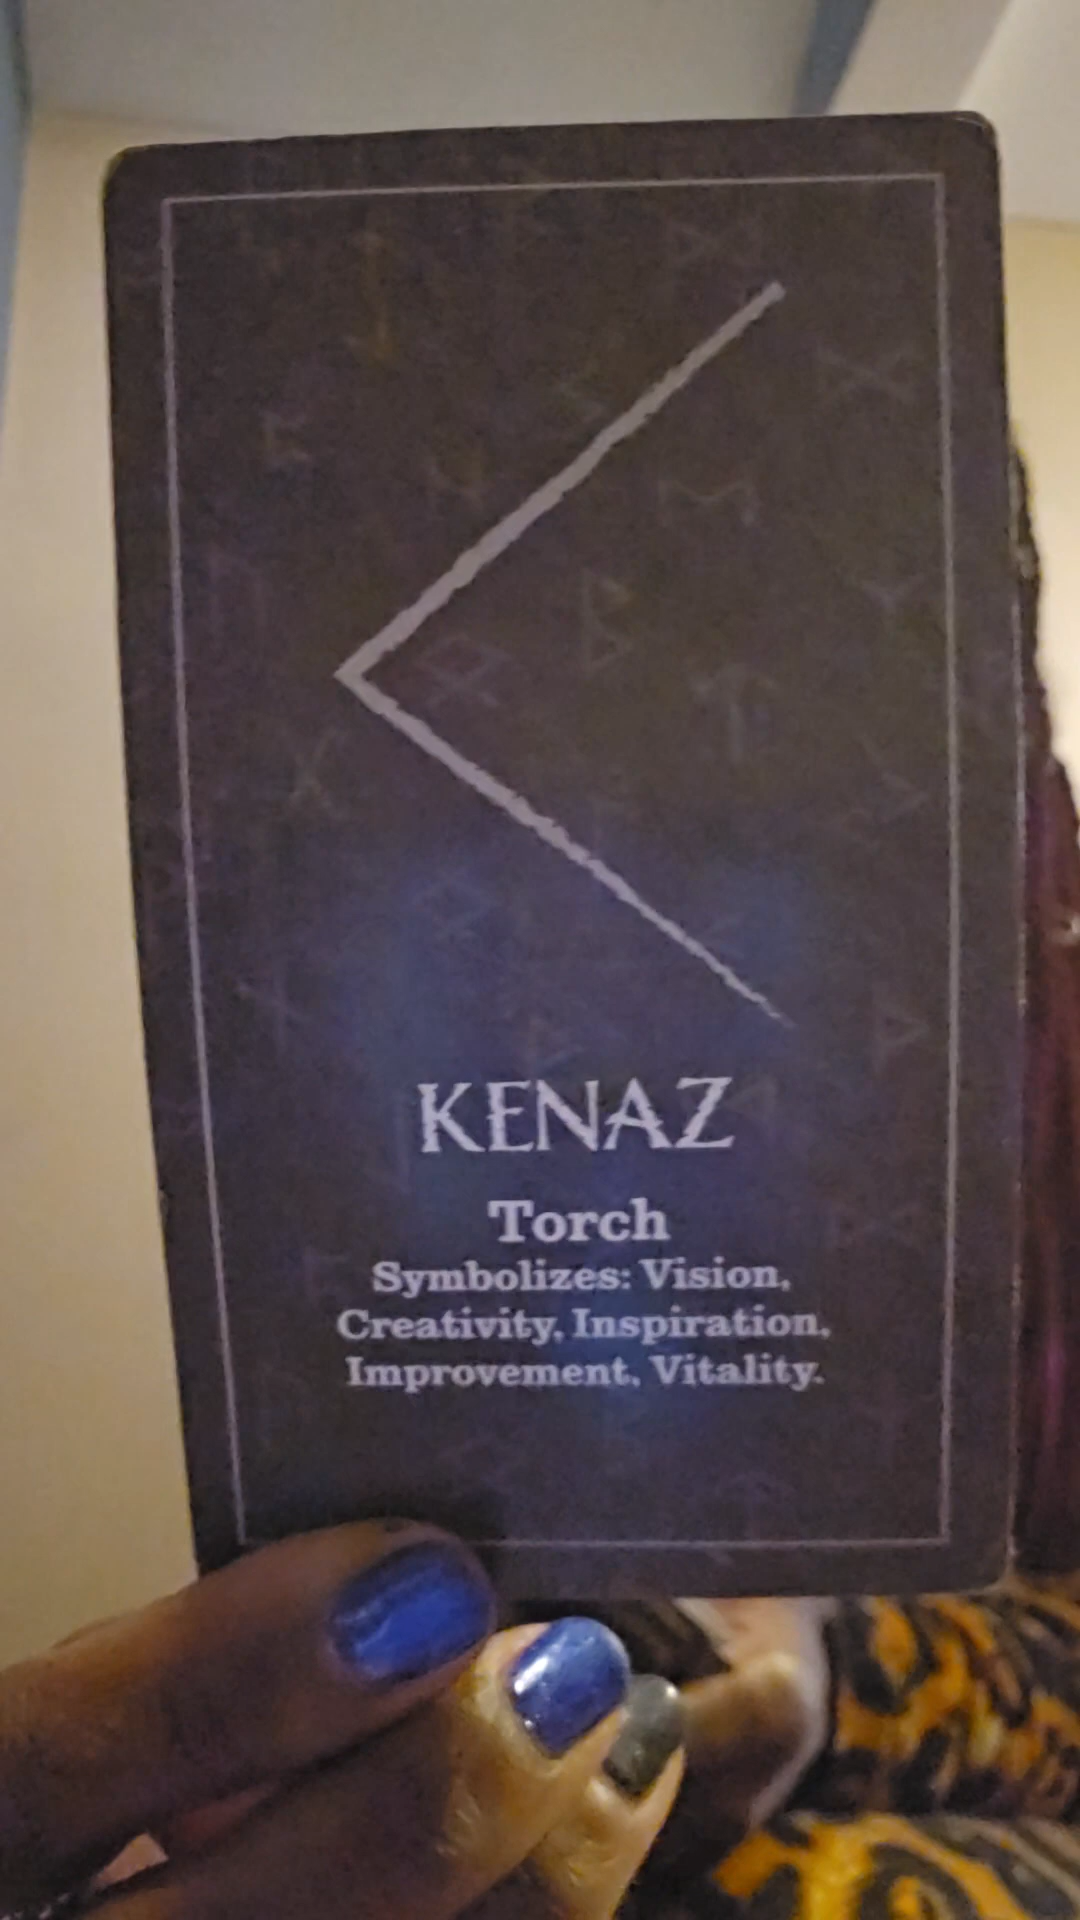 KENAZ
Torch
Symbolizes: Vision,
Creativity, Inspiration,
Improvement, Vitality.